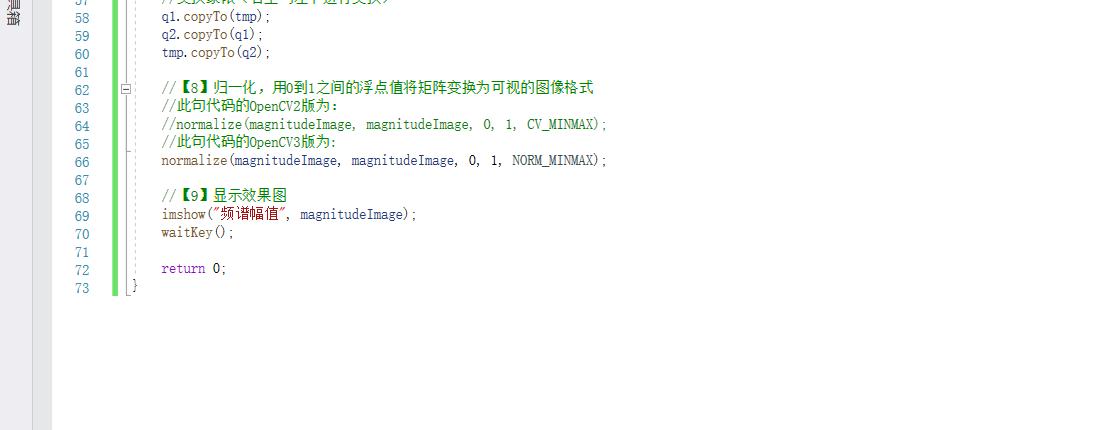 具箱
57
58 q1.copyTo(tmp);
59 q2.copyTo(q1);
60 tmp.copyTo(q2);
61
62 //【8】归一化，用0到1之间的浮点值将矩阵变换为可视的图像格式
63 //此句代码的OpenCV2版为：
64 //normalize(magnitudeImage, magnitudeImage, 0, 1, CV_MINMAX);
65 //此句代码的OpenCV3版为:
66 normalize(magnitudeImage, magnitudeImage, 0, 1, NORM_MINMAX);
67
68 //【9】显示效果图
69 imshow("频谱幅值", magnitudeImage);
70 waitKey();
71
72 return 0;
73 }